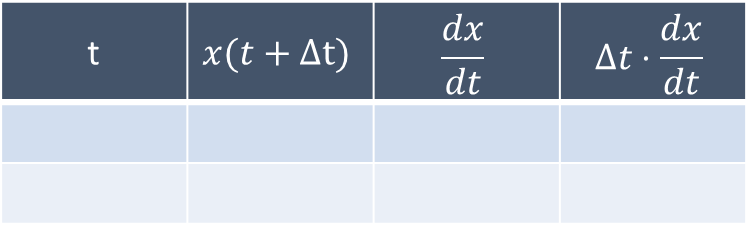 t x(t + Δt) dx/dt Δt · dx/dt